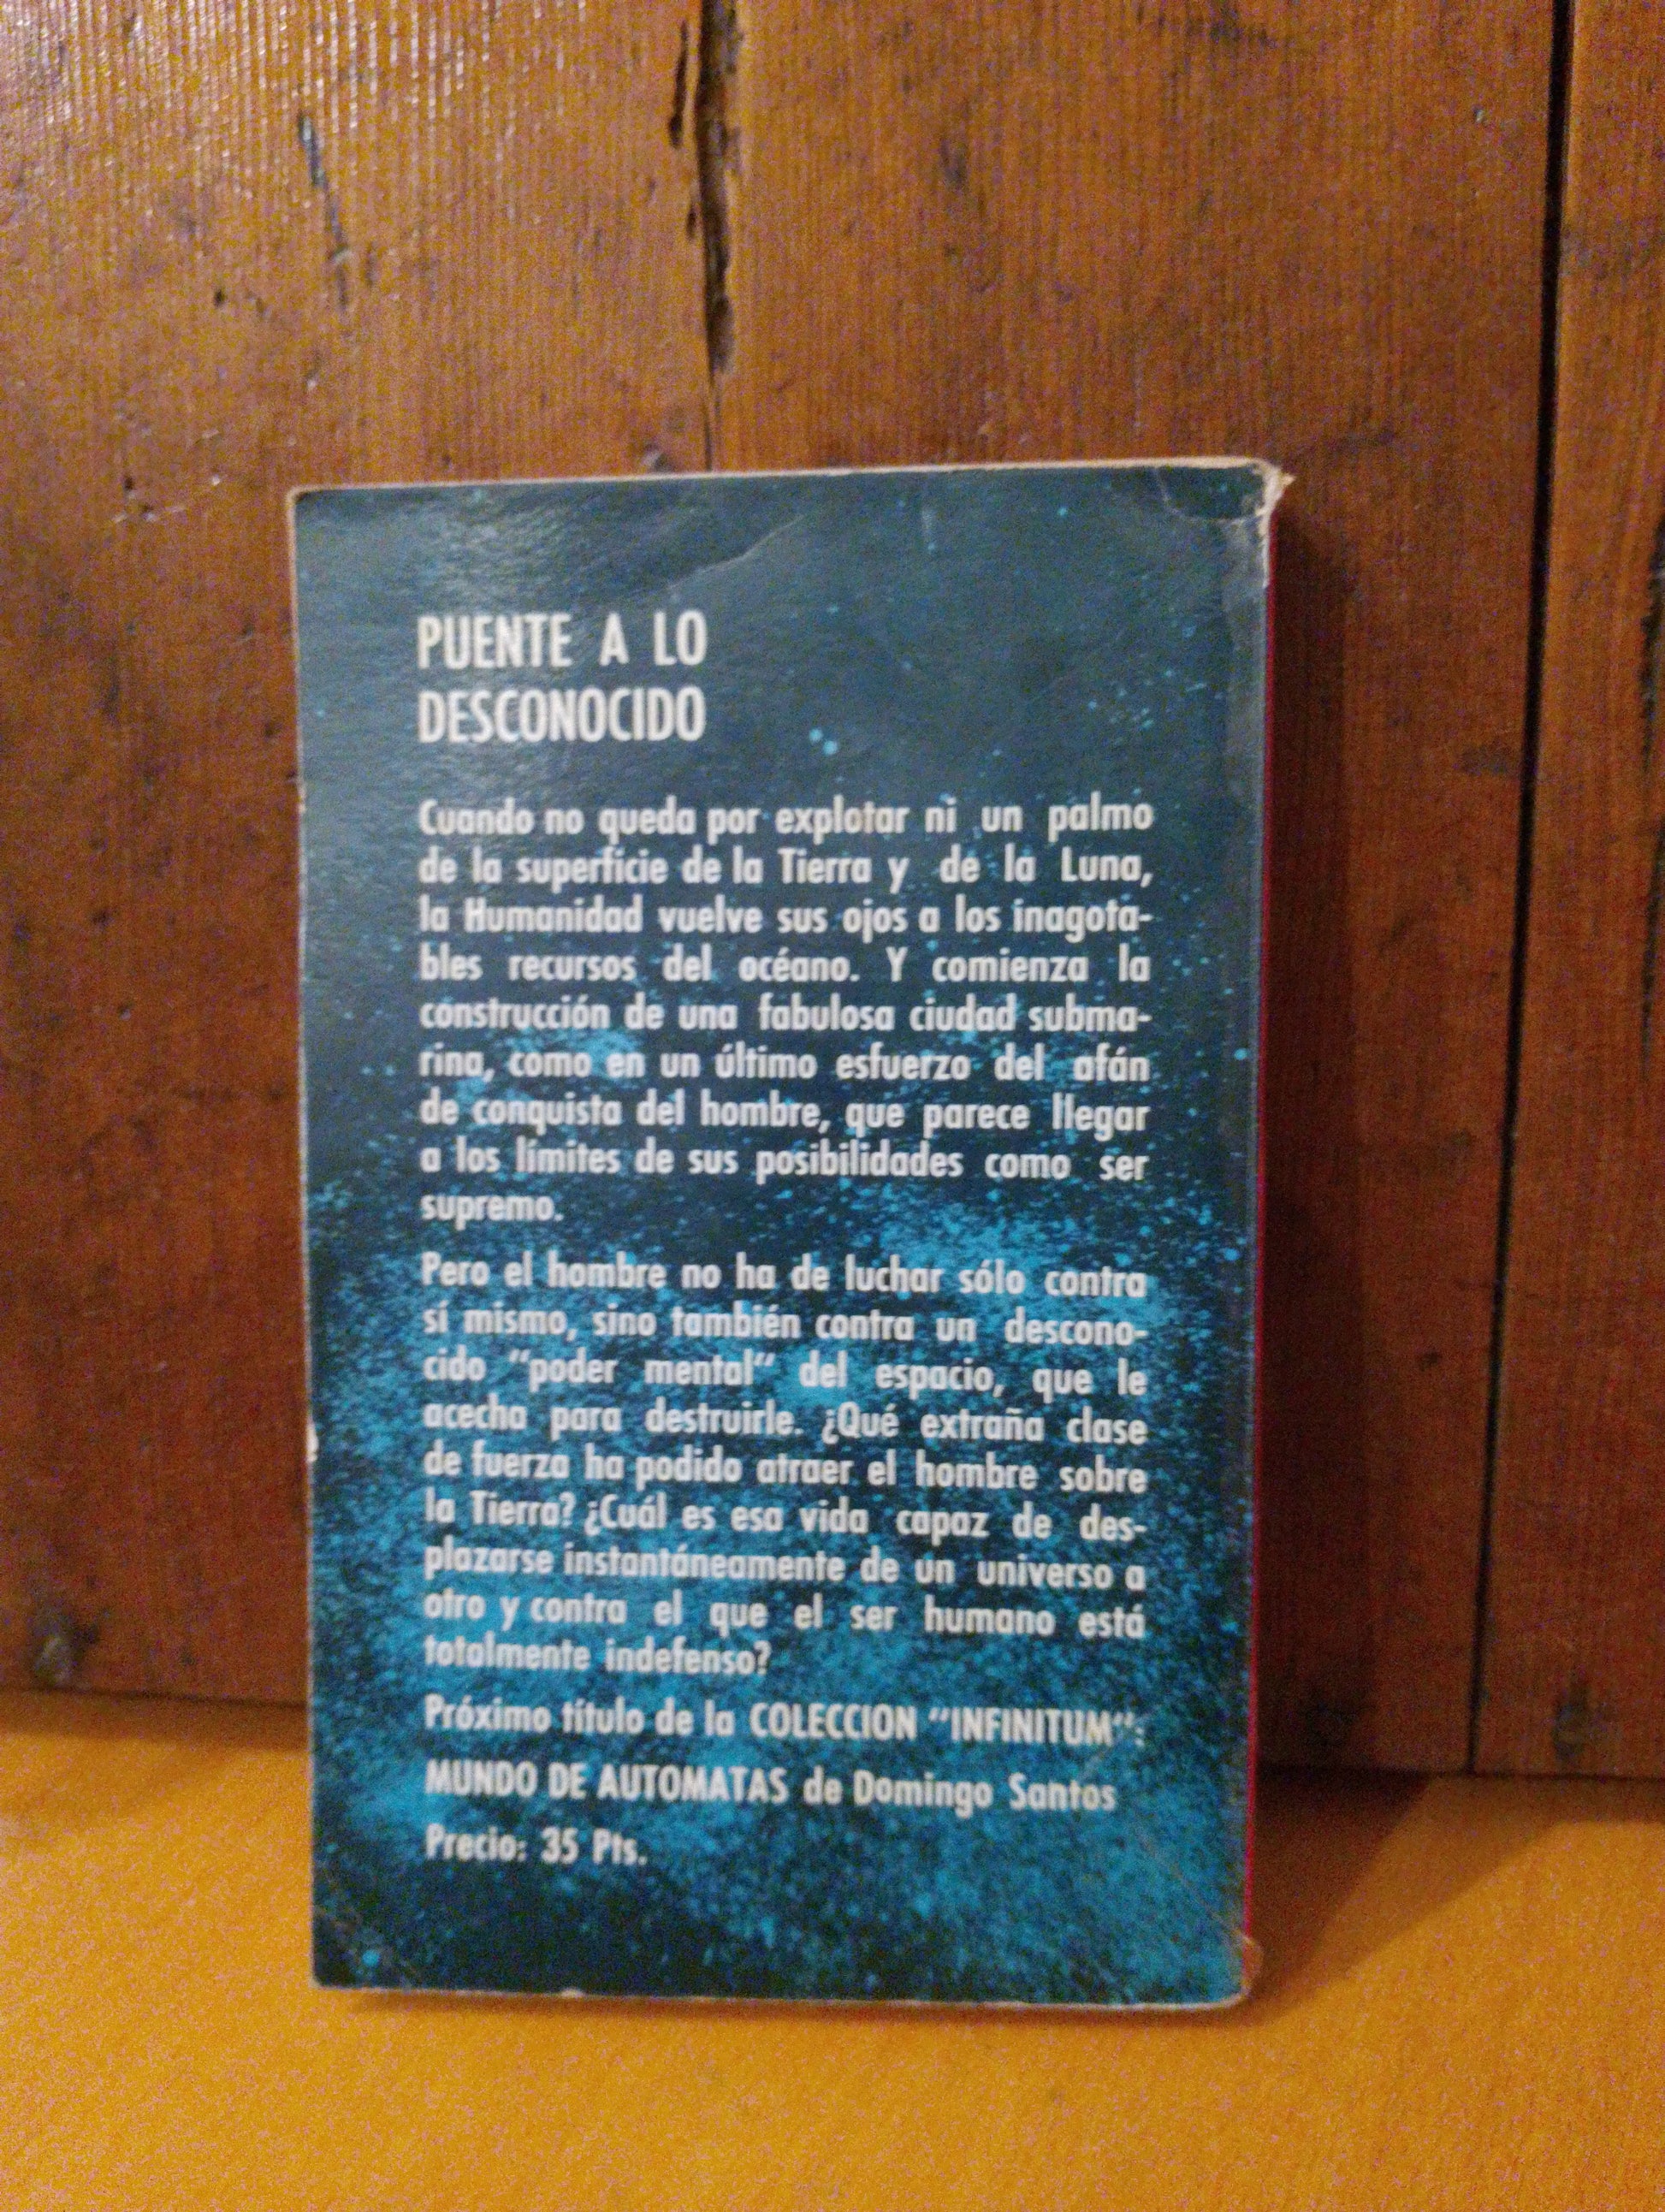 PUENTE A LO
DESCONOCIDO
Cuando no queda por explotar ni un palmo
de la superficie de la Tierra y de la Luna,
la Humanidad vuelve sus ojos a los inagota-
bles recursos del océano. Y comienza la
construcción de una fabulosa ciudad subma-
rina, como en un último esfuerzo del afán
de conquista del hombre, que parece llegar
a los límites de sus posibilidades como ser
supremo.
Pero el hombre no ha de luchar sólo contra
sí mismo, sino también contra un descono-
cido "poder mental" del espacio, que le
acecha para destruirle. ¿Qué extraña clase
de fuerza ha podido atraer el hombre sobre
la Tierra? ¿Cuál es esa vida capaz de des-
plazarse instantáneamente de un universo a
otro y contra el que el ser humano está
totalmente indefenso?
Próximo título de la COLECCION "INFINITUM":
MUNDO DE AUTOMATAS de Domingo Santos
Precio: 35 Pts.